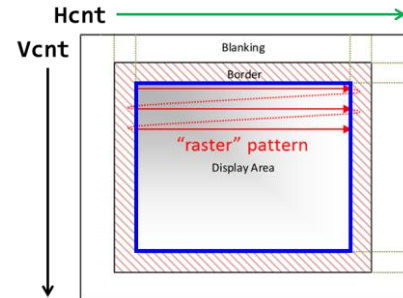 Hcnt
Vcnt
Blanking
Border
“raster” pattern
Display Area